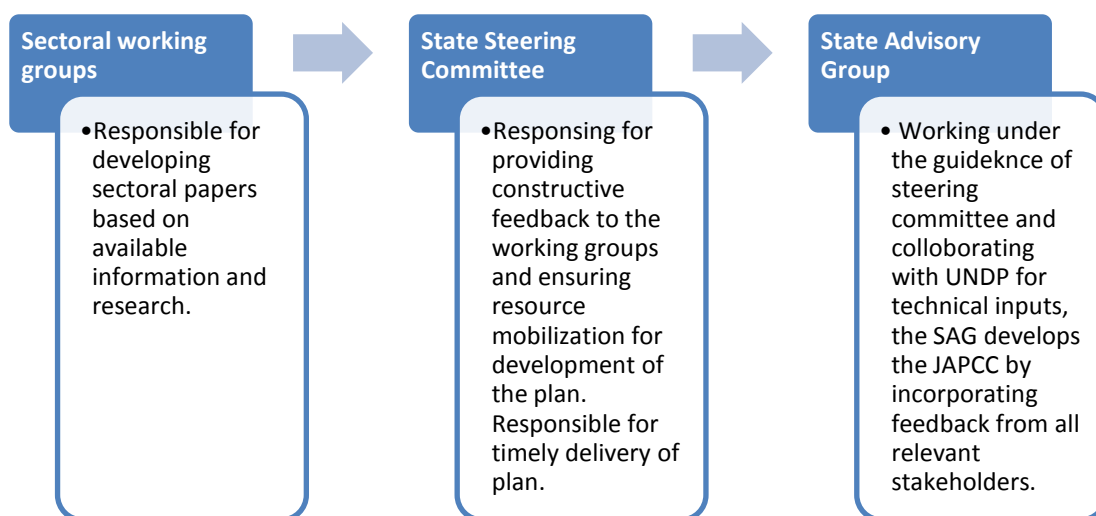 Sectoral working
groups
•Responsible for
developing
sectoral papers
based on
available
information and
research.
State Steering
Committee
•Responsing for
providing
constructive
feedback to the
working groups
and ensuring
resource
mobilization for
development of
the plan.
Responsible for
timely delivery of
plan.
State Advisory
Group
• Working under
the guideknce of
steering
committee and
colloborating
with UNDP for
technical inputs,
the SAG develops
the JAPCC by
incorporating
feedback from all
relevant
stakeholders.